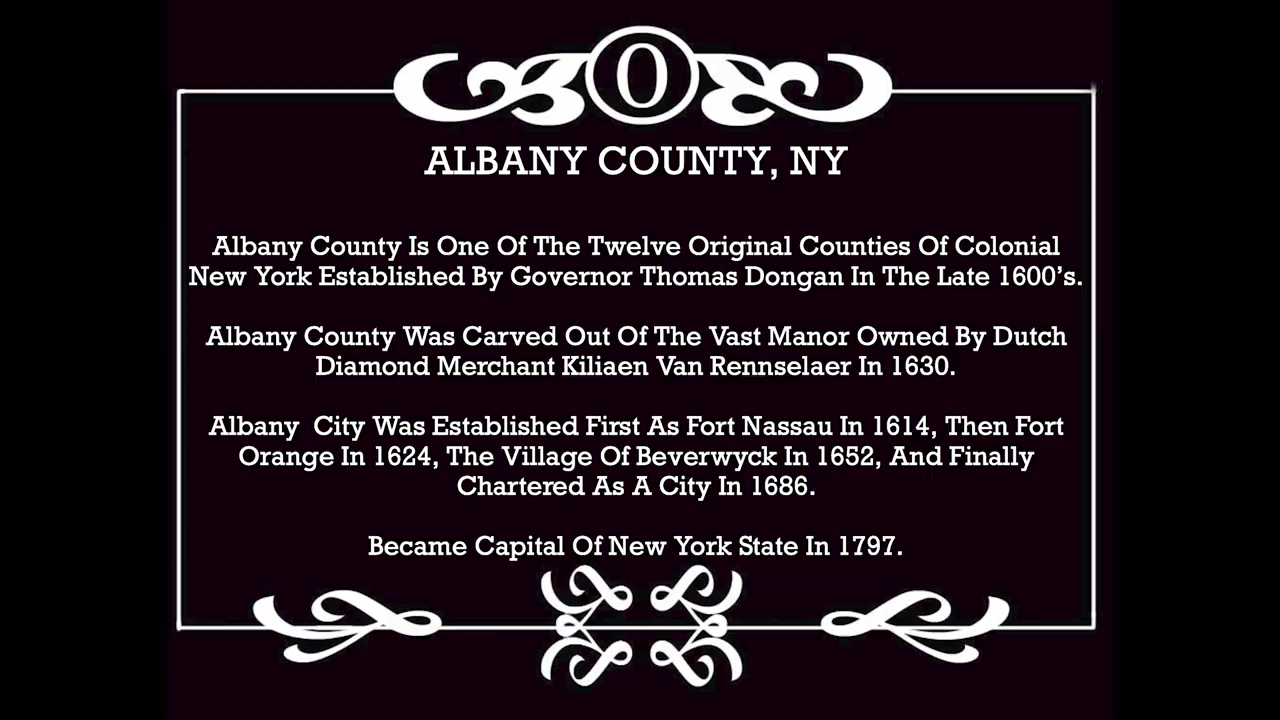 O
ALBANY COUNTY, NY
Albany County Is One Of The Twelve Original Counties Of Colonial
New York Established By Governor Thomas Dongan In The Late 1600’s.
Albany County Was Carved Out Of The Vast Manor Owned By Dutch
Diamond Merchant Kiliaen Van Rennselaer In 1630.
Albany  City Was Established First As Fort Nassau In 1614, Then Fort
Orange In 1624, The Village Of Beverwyck In 1652, And Finally
Chartered As A City In 1686.
Became Capital Of New York State In 1797.